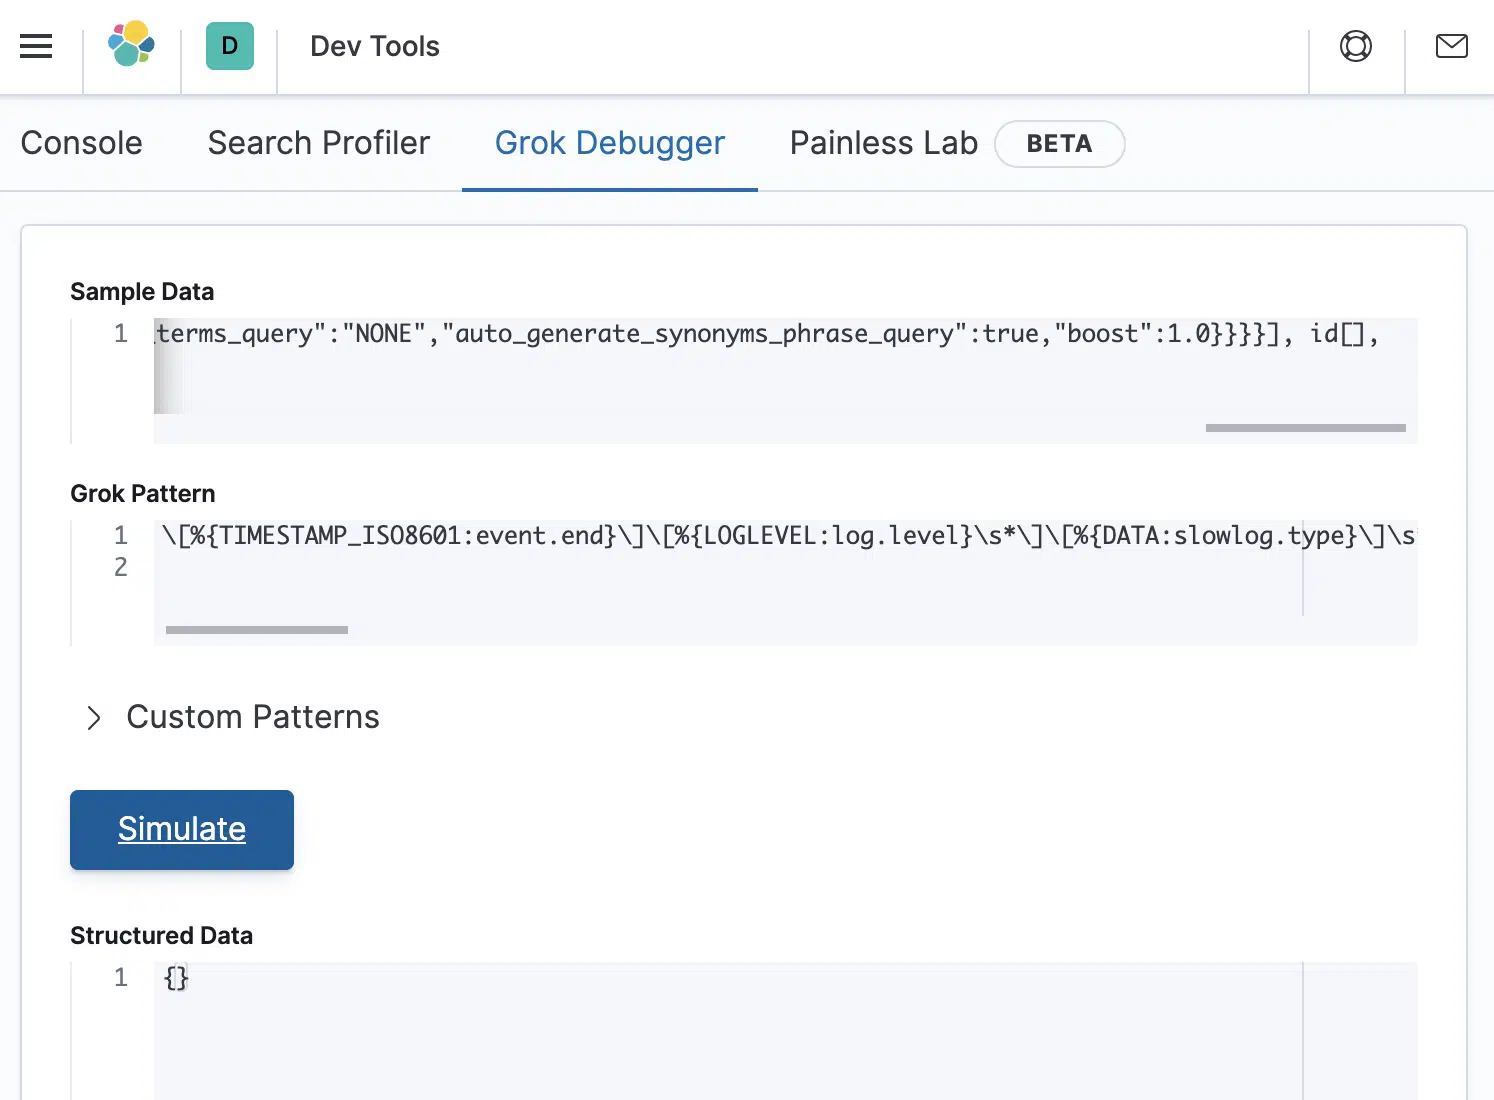 D
Dev Tools
Console Search Profiler Grok Debugger Painless Lab BETA
Sample Data
1 _terms_query":"NONE","auto_generate_synonyms_phrase_query":true,"boost":1.0}}}}], id[],
Grok Pattern
1 \[%{TIMESTAMP_ISO8601:event.end}\]\[%{LOGLEVEL:log.level}\s*\]\[%{DATA:slowlog.type}\]\s
2
Custom Patterns
Simulate
Structured Data
1 {}